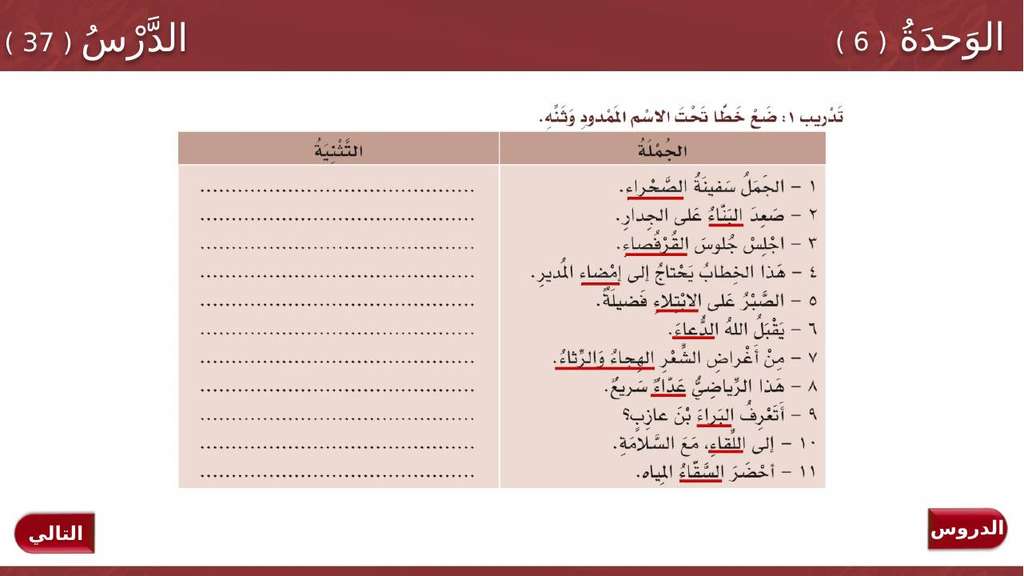 الوَحدَةُ ( 6 )
الدَّرْسُ ( 37 )
تَدْريب ١: ضَعْ خَطًّا تَحْتَ الاسْم المَمْدودِ وَثَنِّهِ.
الجُمْلَةُ
التَّثْنِيَةُ
١ - الجَمَلُ سَفينَةُ الصَّحْراءِ. ............................................
٢ - صَعِدَ البَنّاءُ عَلى الجِدارِ. ............................................
٣ - اجْلِسْ جُلوسَ القُرْفُصاءِ. ............................................
٤ - هَذا الخِطابُ يَحْتاجُ إلى إمْضاءِ المُديرِ. ............................................
٥ - الصَّبْرُ عَلى الابْتِلاءِ فَضيلَةٌ. ............................................
٦ - يَقْبَلُ اللهُ الدُّعاءَ. ............................................
٧ - مِنْ أَغْراضِ الشِّعْرِ الهِجاءُ وَالرِّثاءُ. ............................................
٨ - هَذا الرِّياضِيُّ عَدّاءٌ سَريعٌ. ............................................
٩ - أَتَعْرِفُ البَراءَ بْنَ عازِبٍ؟ ............................................
١٠ - إلى اللِّقاءِ، مَعَ السَّلامَةِ. ............................................
١١ - أحْضَرَ السَّقّاءُ المِياه. ............................................
الدروس
التالي